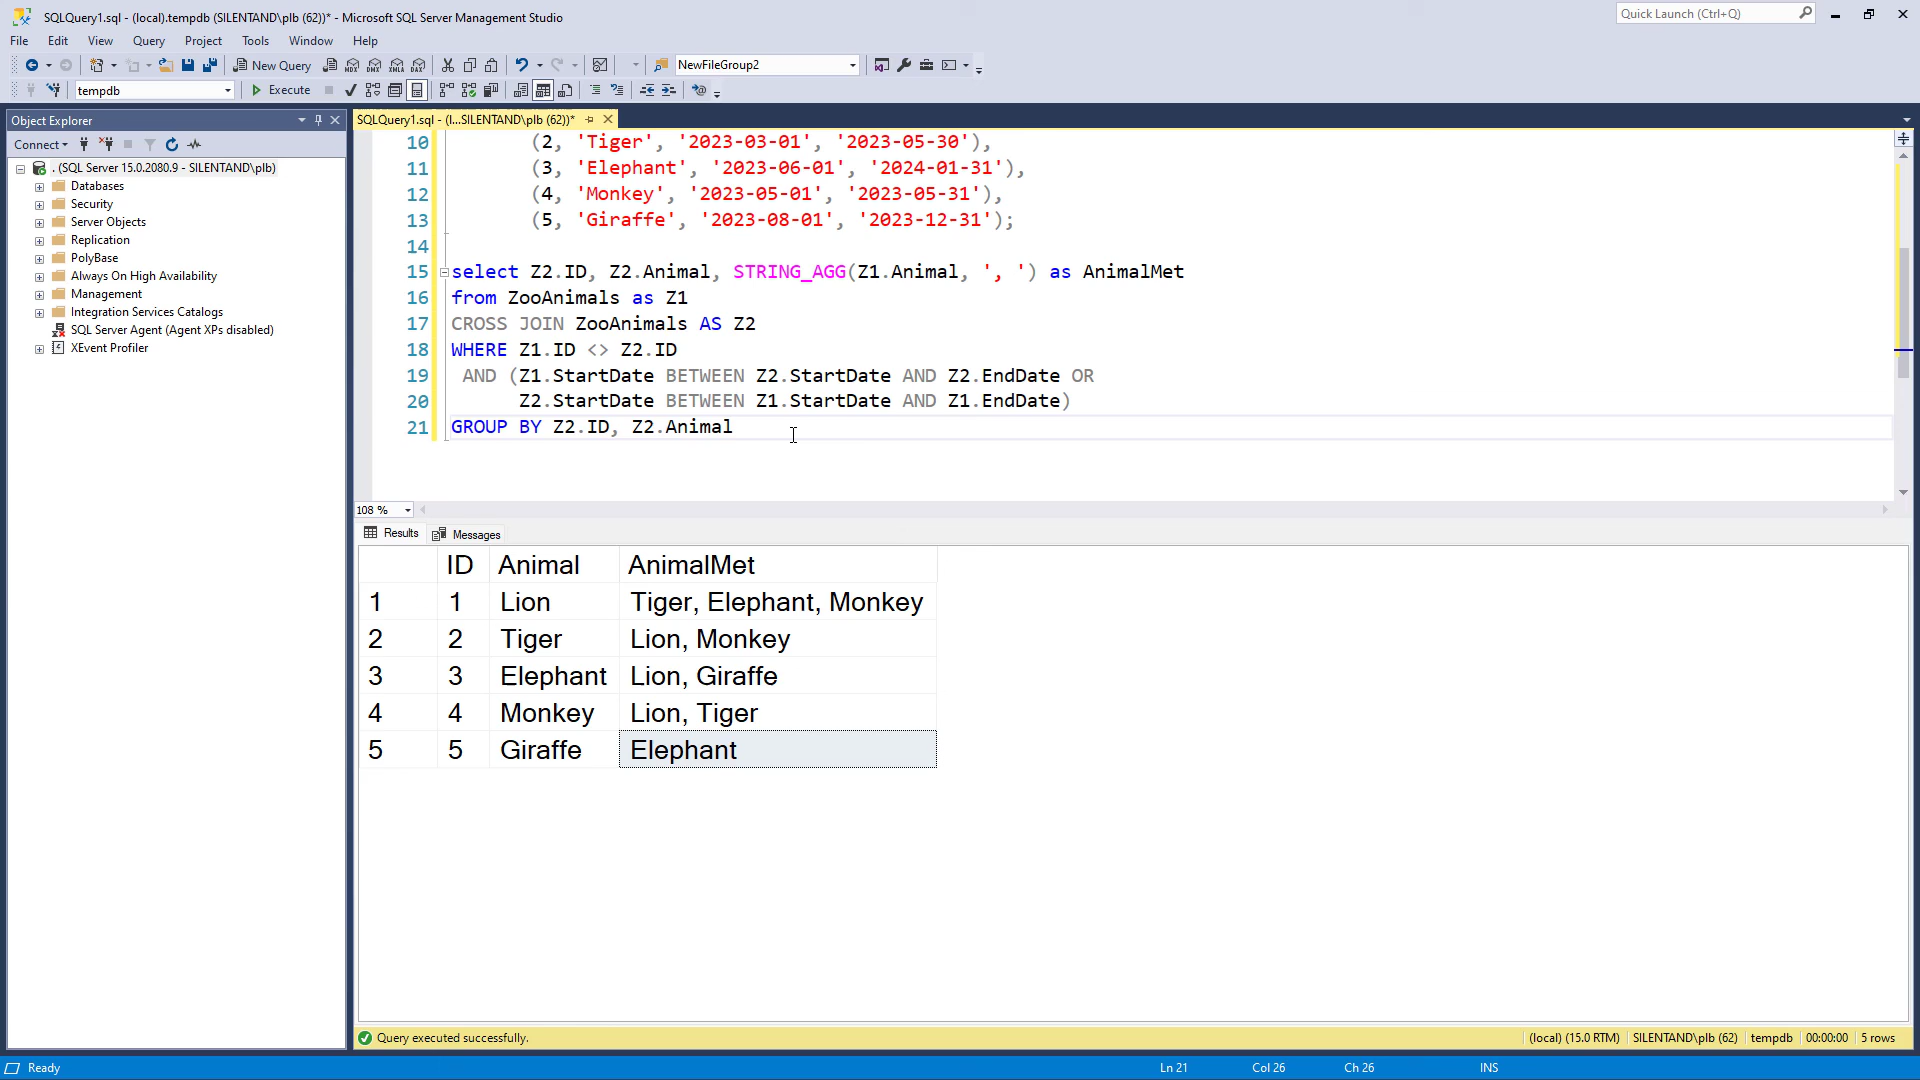 SQLQuery1.sql - (local).tempdb (SILENTAND\plb (62))* - Microsoft SQL Server Management Studio
Quick Launch (Ctrl+Q)
File Edit View Query Project Tools Window Help
New Query
NewFileGroup2
tempdb
Execute
Object Explorer
SQLQuery1.sql - (l...SILENTAND\plb (62))*
Connect
. (SQL Server 15.0.2080.9 - SILENTAND\plb)
Databases
Security
Server Objects
Replication
PolyBase
Always On High Availability
Management
Integration Services Catalogs
SQL Server Agent (Agent XPs disabled)
XEvent Profiler
10 (2, 'Tiger', '2023-03-01', '2023-05-30'),
11 (3, 'Elephant', '2023-06-01', '2024-01-31'),
12 (4, 'Monkey', '2023-05-01', '2023-05-31'),
13 (5, 'Giraffe', '2023-08-01', '2023-12-31');
14
15 select Z2.ID, Z2.Animal, STRING_AGG(Z1.Animal, ', ') as AnimalMet
16 from ZooAnimals as Z1
17 CROSS JOIN ZooAnimals AS Z2
18 WHERE Z1.ID <> Z2.ID
19 AND (Z1.StartDate BETWEEN Z2.StartDate AND Z2.EndDate OR
20 Z2.StartDate BETWEEN Z1.StartDate AND Z1.EndDate)
21 GROUP BY Z2.ID, Z2.Animal
108 %
Results Messages
ID Animal AnimalMet
1 1 Lion Tiger, Elephant, Monkey
2 2 Tiger Lion, Monkey
3 3 Elephant Lion, Giraffe
4 4 Monkey Lion, Tiger
5 5 Giraffe Elephant
Query executed successfully.
(local) (15.0 RTM) SILENTAND\plb (62) tempdb 00:00:00 5 rows
Ready
Ln 21 Col 26 Ch 26 INS